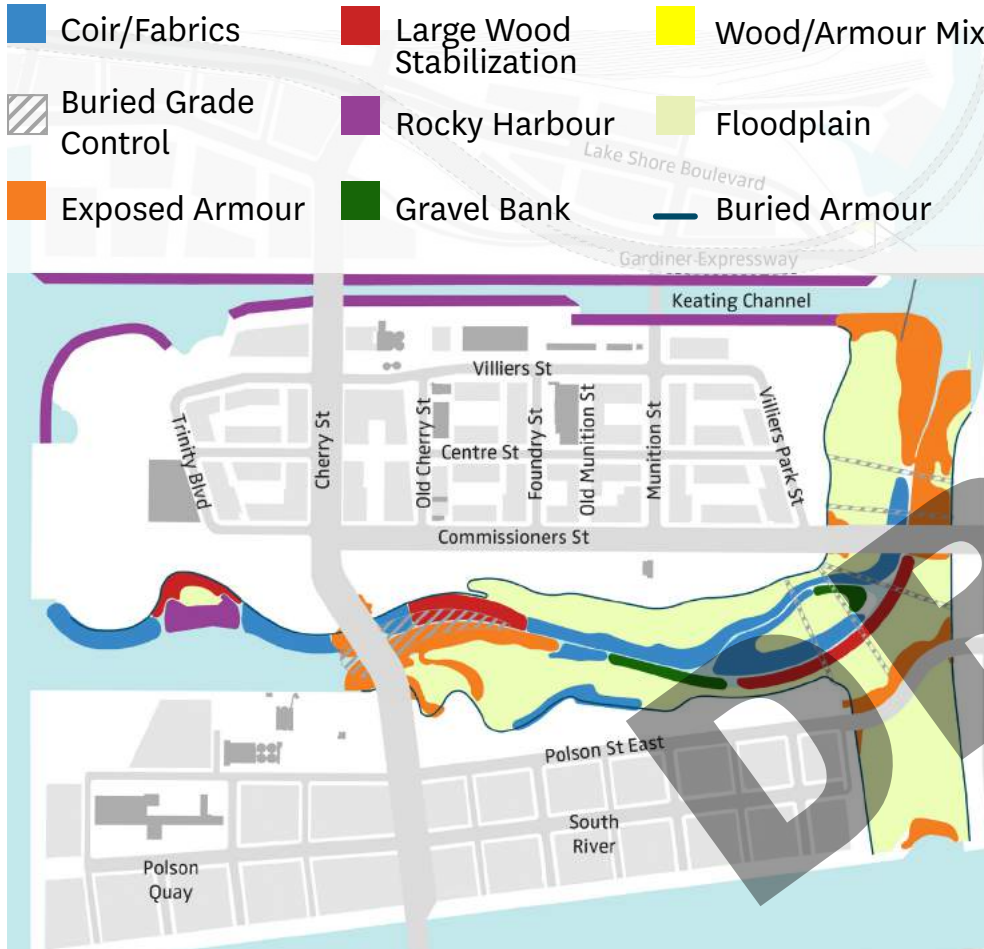 Coir/Fabrics
Large Wood
Stabilization
Wood/Armour Mix
Buried Grade
Control
Rocky Harbour
Floodplain
Lake Shore Boulevard
Exposed Armour
Gravel Bank
Buried Armour
Gardiner Expressway
Keating Channel
Villiers St
Trinity Blvd
Cherry St
Old Cherry St
Centre St
Foundry St
Old Munition St
Munition St
Villiers Park St
Commissioners St
Polson St East
South
River
Polson
Quay